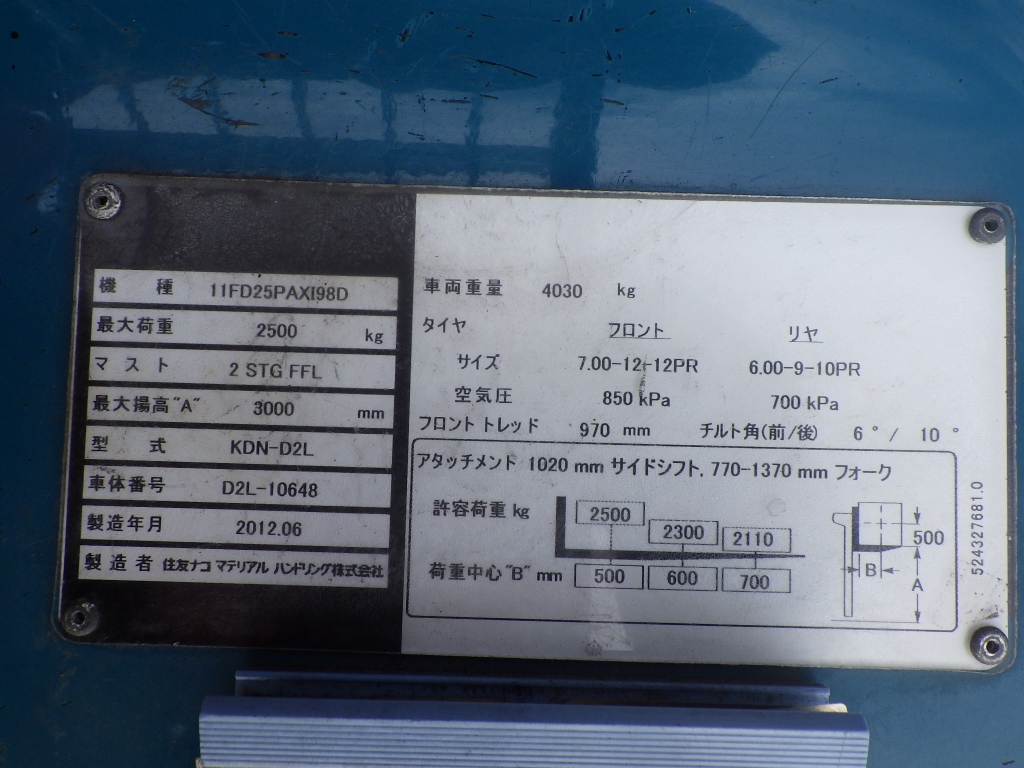 機 種 11FD25PAXI98D
最大荷重 2500 kg
マスト 2 STG FFL
最大揚高"A" 3000 mm
型 式 KDN-D2L
車体番号 D2L-10648
製造年月 2012.06
製造者 住友ナコ マテリアル ハンドリング株式会社
車両重量 4030 kg
タイヤ フロント リヤ
サイズ 7.00-12-12PR 6.00-9-10PR
空気圧 850 kPa 700 kPa
フロント トレッド 970 mm チルト角(前/後) 6 ° / 10 °
アタッチメント 1020 mm サイドシフト, 770-1370 mm フォーク
許容荷重 kg 2500 2300 2110
荷重中心"B" mm 500 600 700
500
B
A
524327681.0